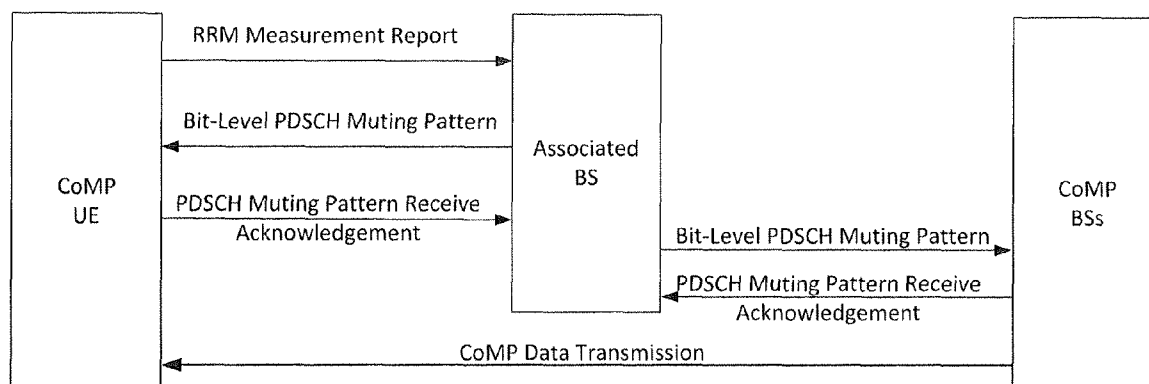 RRM Measurement Report
Bit-Level PDSCH Muting Pattern
Associated
BS
CoMP
UE
PDSCH Muting Pattern Receive
Acknowledgement
CoMP
BSs
Bit-Level PDSCH Muting Pattern
PDSCH Muting Pattern Receive
Acknowledgement
CoMP Data Transmission